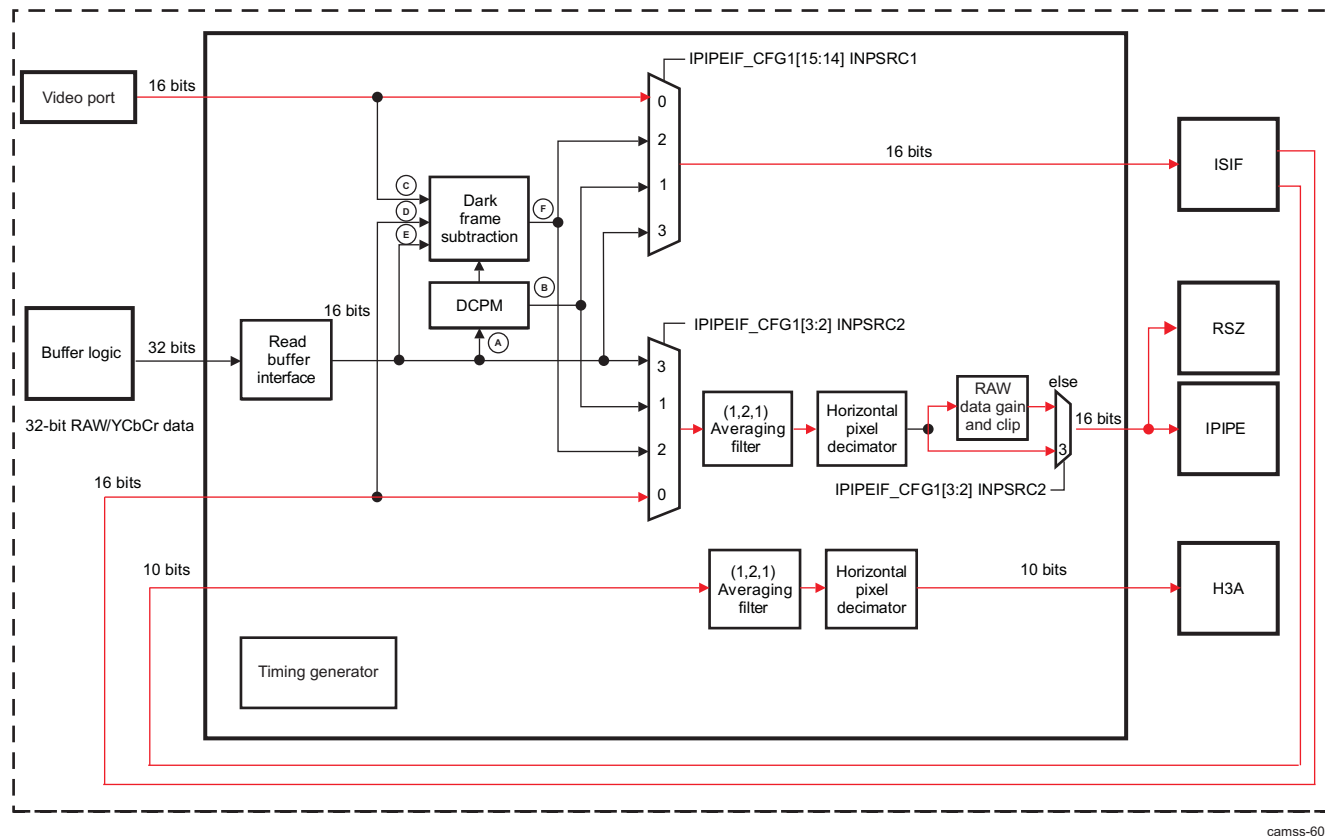 IPIPEIF_CFG1[15:14] INPSRC1
16 bits
Video port
0
2
1
3
16 bits
ISIF
C
D
E
Dark
frame
subtraction
F
DCPM
B
A
16 bits
Buffer logic
32 bits
Read
buffer
interface
32-bit RAW/YCbCr data
IPIPEIF_CFG1[3:2] INPSRC2
3
1
2
0
(1,2,1)
Averaging
filter
Horizontal
pixel
decimator
RAW
data gain
and clip
else
3
16 bits
IPIPEIF_CFG1[3:2] INPSRC2
RSZ
IPIPE
16 bits
10 bits
(1,2,1)
Averaging
filter
Horizontal
pixel
decimator
10 bits
H3A
Timing generator
camss-60